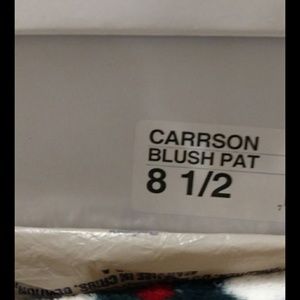 CARRSON
BLUSH PAT
8 1/2